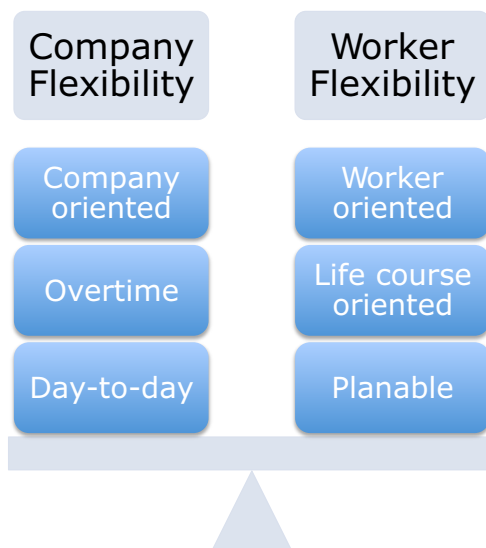 Company
Flexibility
Worker
Flexibility
Company
oriented
Worker
oriented
Overtime
Life course
oriented
Day-to-day
Planable